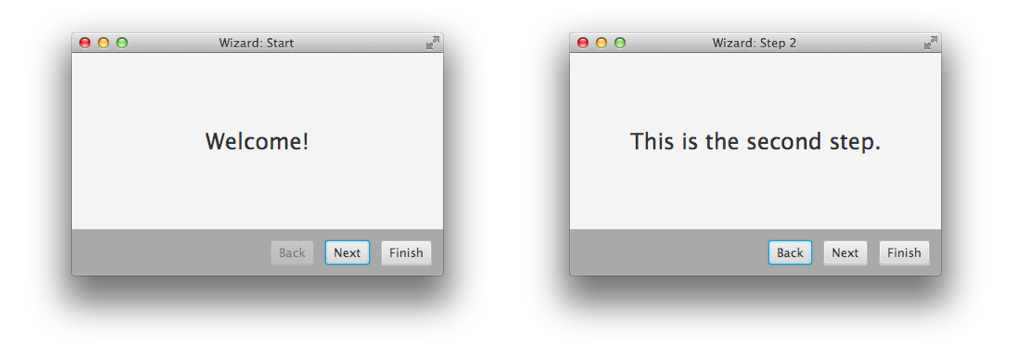 Wizard: Start
Welcome!
Back Next Finish
Wizard: Step 2
This is the second step.
Back Next Finish